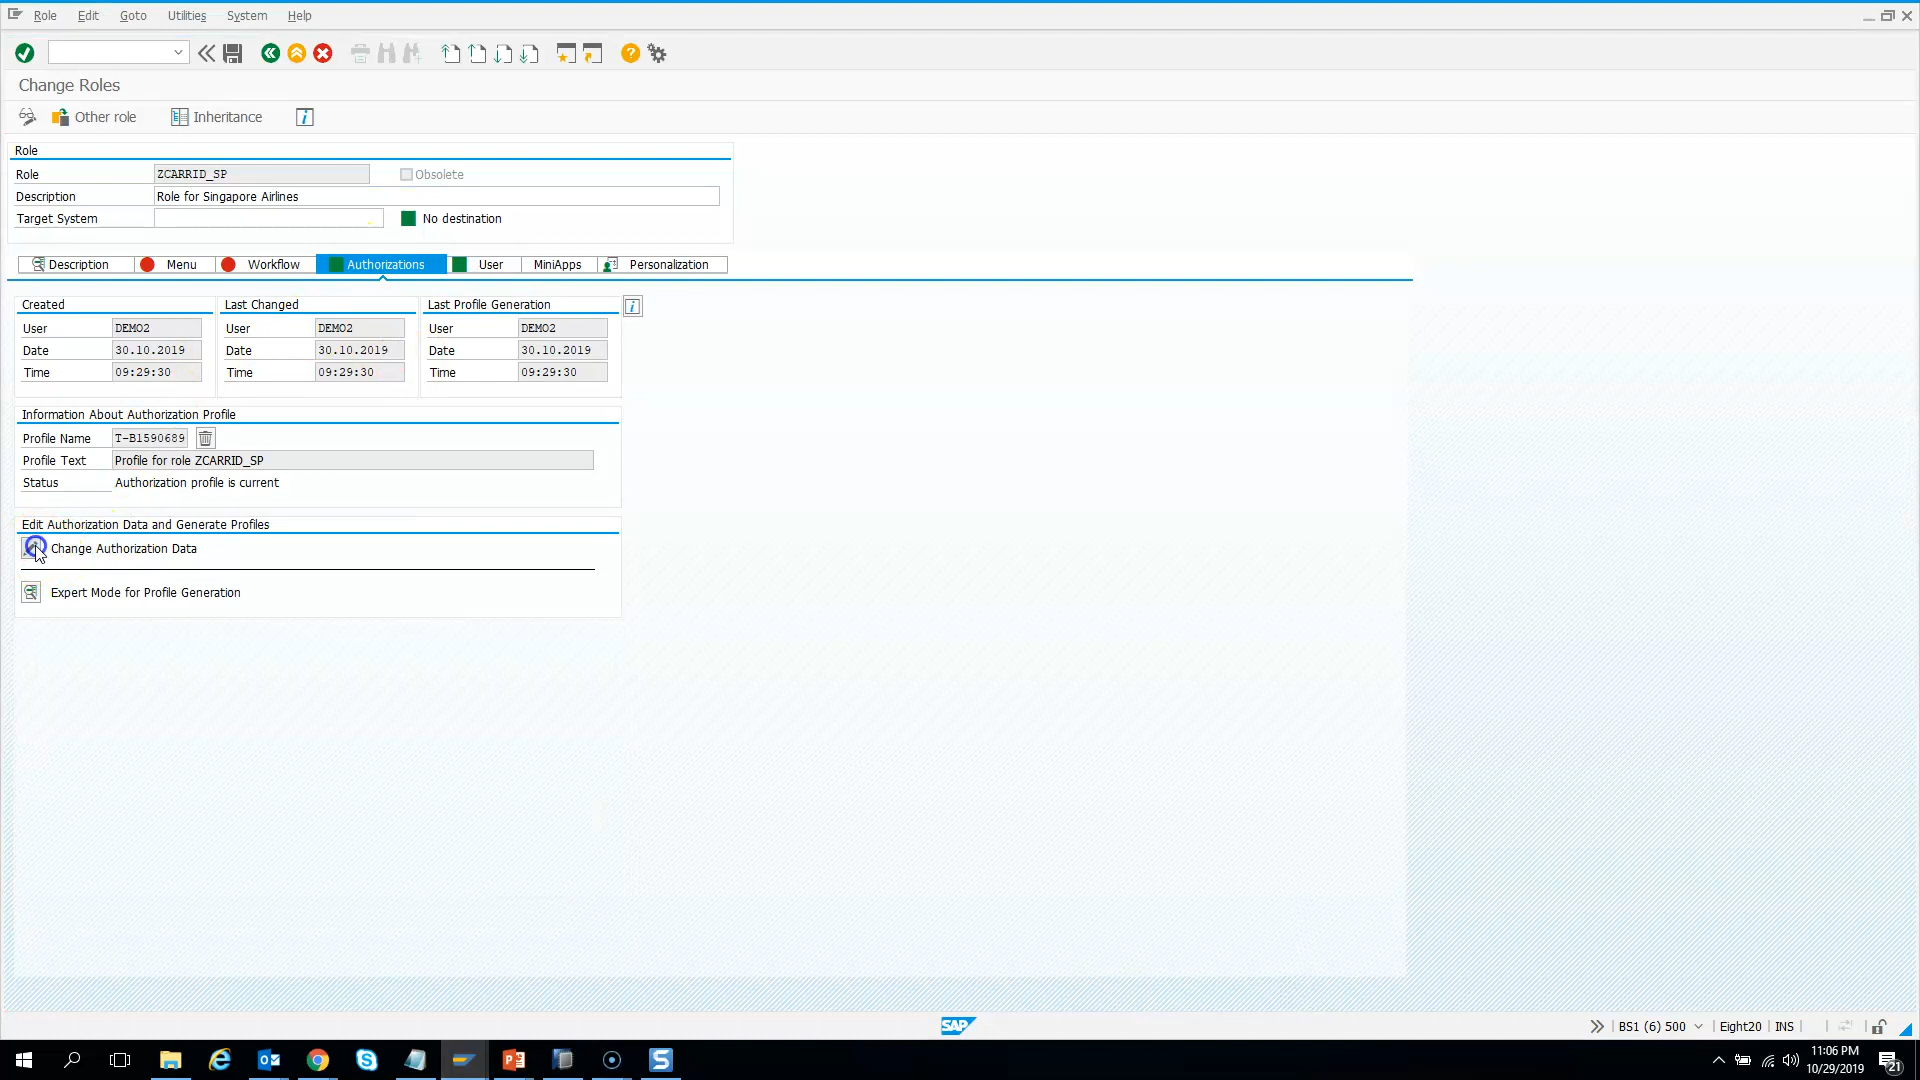 Role Edit Goto Utilities System Help
Change Roles
Other role Inheritance
Role
Role ZCARRID_SP Obsolete
Description Role for Singapore Airlines
Target System No destination
Description Menu Workflow Authorizations User MiniApps Personalization
Created Last Changed Last Profile Generation
User DEMO2 User DEMO2 User DEMO2
Date 30.10.2019 Date 30.10.2019 Date 30.10.2019
Time 09:29:30 Time 09:29:30 Time 09:29:30
Information About Authorization Profile
Profile Name T-B1590689
Profile Text Profile for role ZCARRID_SP
Status Authorization profile is current
Edit Authorization Data and Generate Profiles
Change Authorization Data
Expert Mode for Profile Generation
SAP BS1 (6) 500 Eight20 INS
11:06 PM
10/29/2019 21